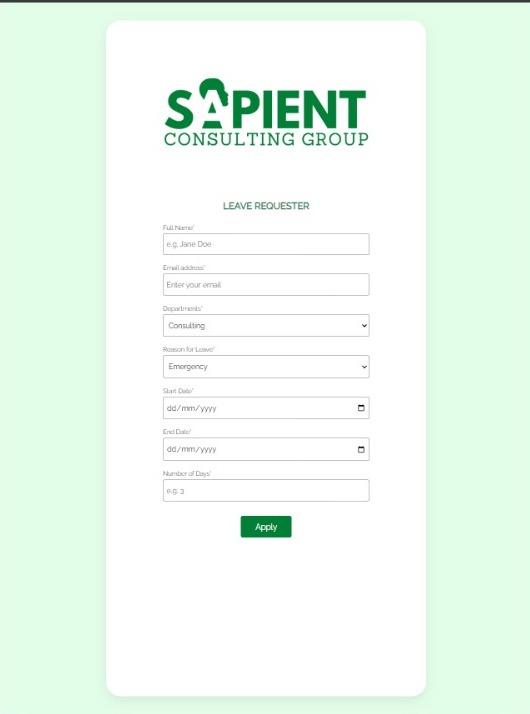 SAPIENT
CONSULTING GROUP
LEAVE REQUESTER
Full Name*
e.g. Jane Doe
Email address*
Enter your email
Departments*
Consulting
Reason for Leave*
Emergency
Start Date*
dd/mm/yyyy
End Date*
dd/mm/yyyy
Number of Days*
e.g. 3
Apply